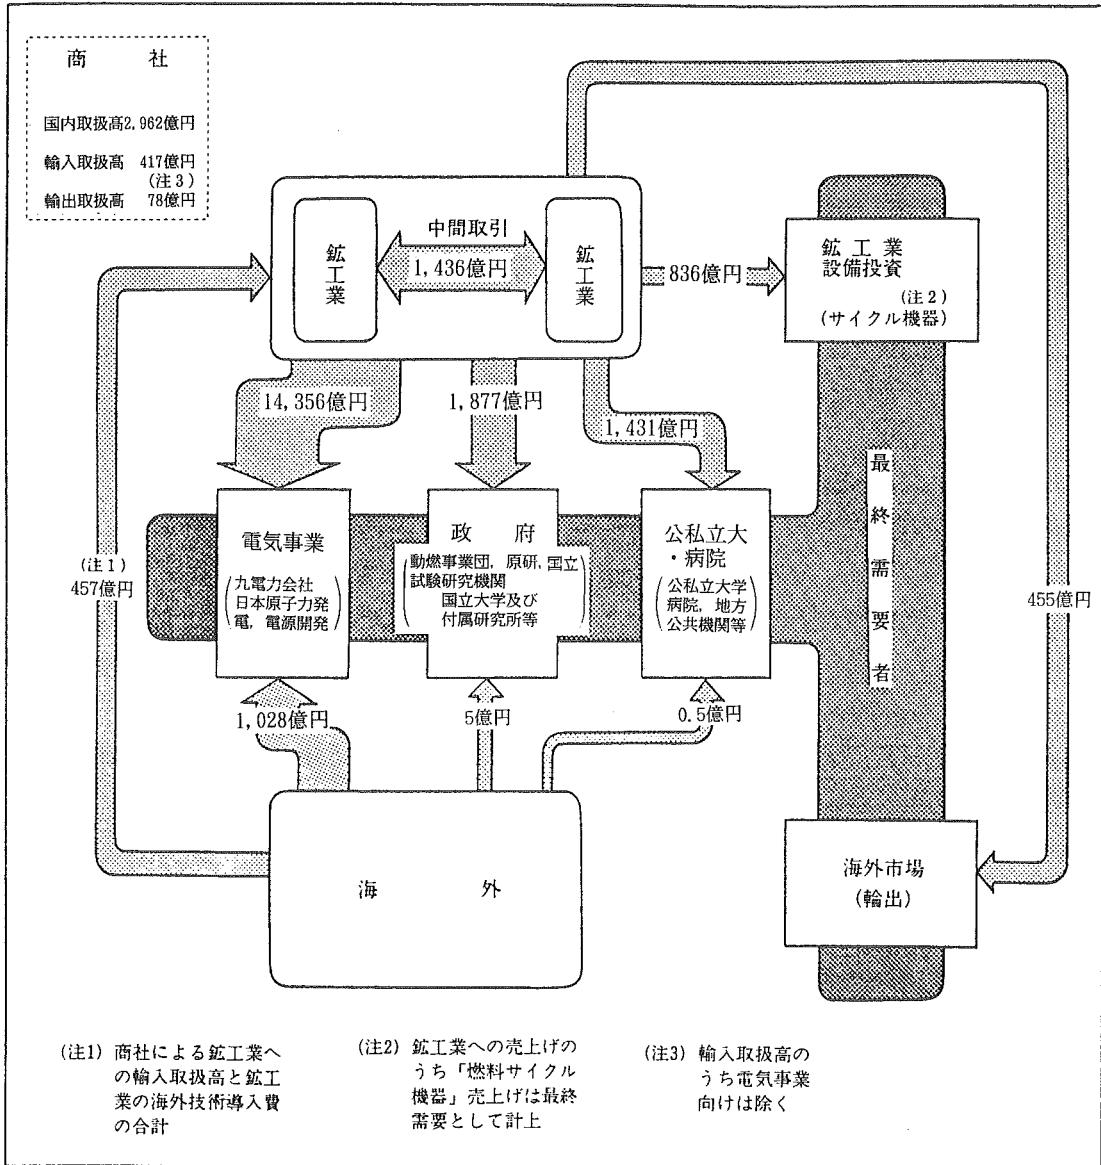 商　社
国内取扱高2,962億円
輸入取扱高 417億円
(注3)
輸出取扱高 78億円
鉱工業
中間取引
1,436億円
鉱工業
836億円
鉱工業
設備投資
(注2)
(サイクル機器)
14,356億円
1,877億円
1,431億円
最終需要者
電気事業
(九電力会社
日本原子力発
電, 電源開発)
政　府
(動燃事業団, 原研, 国立
試験研究機関
国立大学及び
付属研究所等)
公私立大
・病院
(公私立大学
病院, 地方
公共機関等)
(注1)
457億円
455億円
1,028億円
5億円
0.5億円
海　外
海外市場
(輸出)
(注1) 商社による鉱工業へ
の輸入取扱高と鉱工
業の海外技術導入費
の合計
(注2) 鉱工業への売上げの
うち「燃料サイクル
機器」売上げは最終
需要として計上
(注3) 輸入取扱高の
うち電気事業
向けは除く